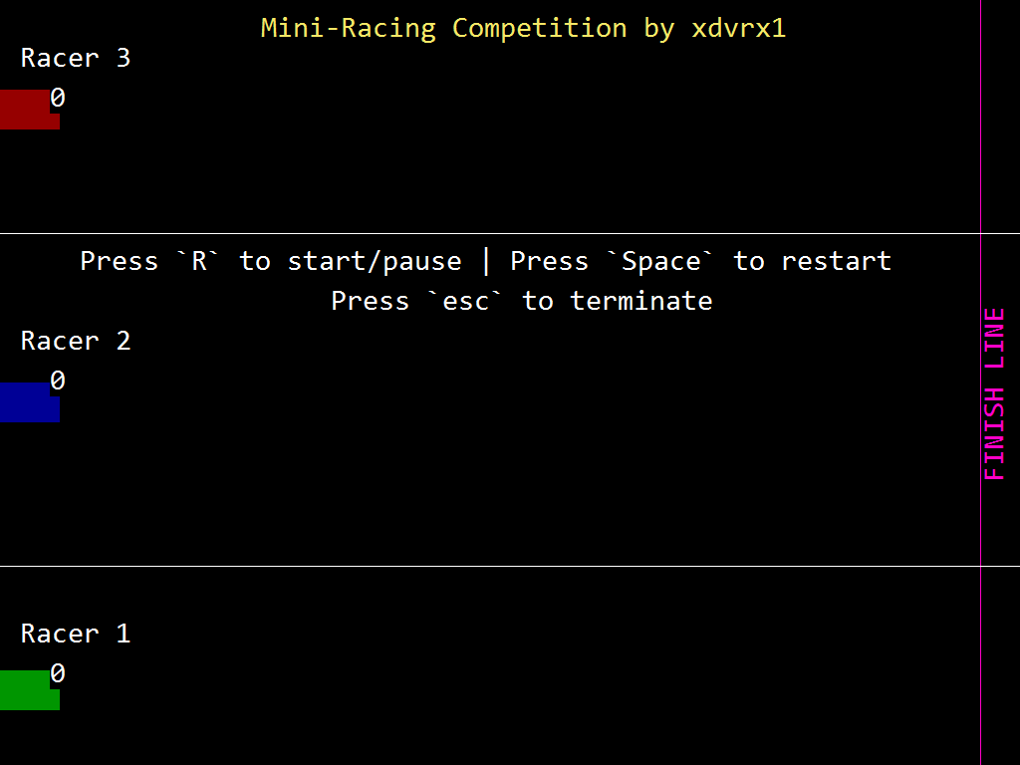 Mini-Racing Competition by xdvrx1
Racer 3
0
Press `R` to start/pause | Press `Space` to restart
Press `esc` to terminate
Racer 2
0
FINISH LINE
Racer 1
0